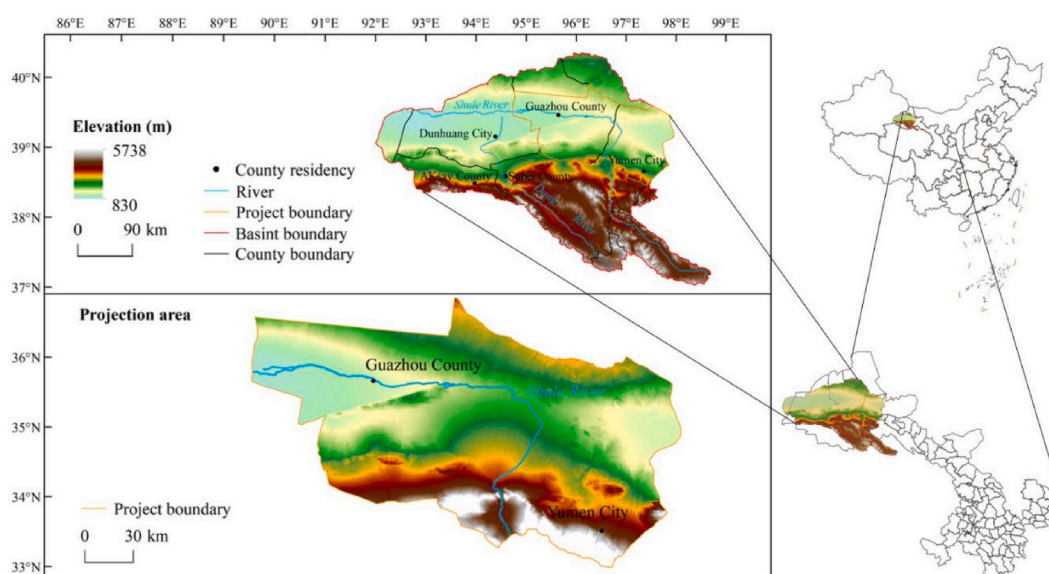 86°E 87°E 88°E 89°E 90°E 91°E 92°E 93°E 94°E 95°E 96°E 97°E 98°E 99°E
40°N
39°N
38°N
37°N
Elevation (m)
5738
830
0 90 km
County residency
River
Project boundary
Basint boundary
County boundary
Shule River
Guazhou County
Dunhuang City
Yumen City
AKsay County
Subei County
Dang River
36°N
35°N
34°N
33°N
Projection area
Guazhou County
Shule River
Yumen City
Project boundary
0 30 km